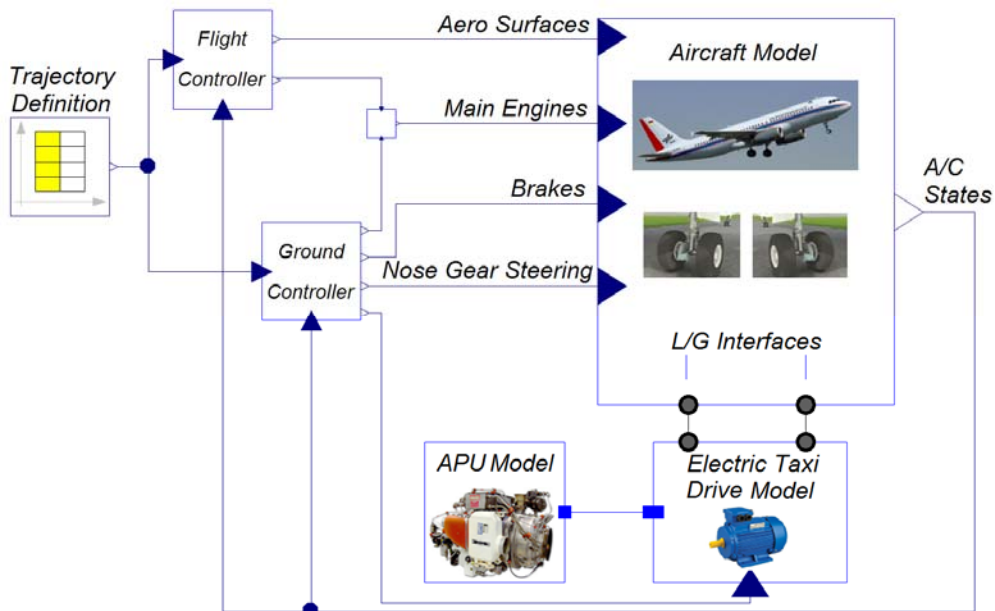 Trajectory
Definition
Flight
Controller
Ground
Controller
Aero Surfaces
Main Engines
Brakes
Nose Gear Steering
Aircraft Model
A/C
States
L/G Interfaces
APU Model
Electric Taxi
Drive Model